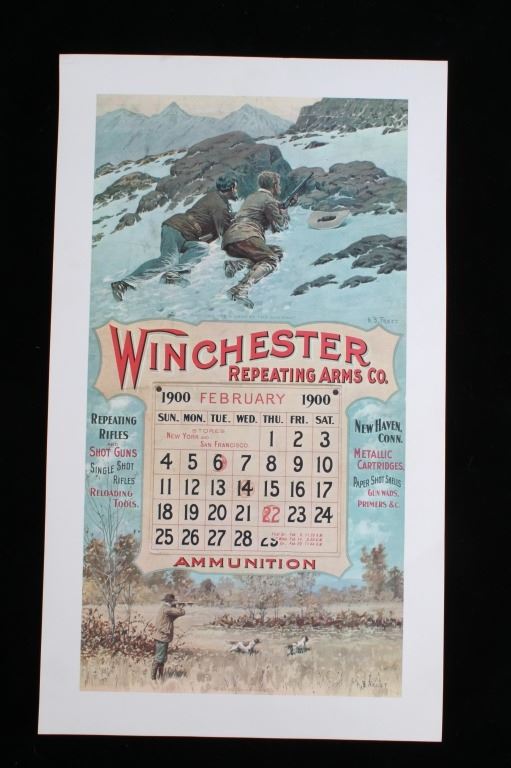 A.B. FROST
WINCHESTER
REPEATING ARMS CO.
1900 FEBRUARY 1900
SUN. MON. TUE. WED. THU. FRI. SAT.
STORES
NEW YORK AND
SAN FRANCISCO.
1 2 3
4 5 6 7 8 9 10
11 12 13 14 15 16 17
18 19 20 21 22 23 24
25 26 27 28
REPEATING
RIFLES
AND
SHOT GUNS
SINGLE SHOT
RIFLES
RELOADING
TOOLS.
NEW HAVEN,
CONN.
METALLIC
CARTRIDGES.
PAPER SHOT SHELLS
GUN WADS,
PRIMERS &C.
AMMUNITION
A.B. FROST